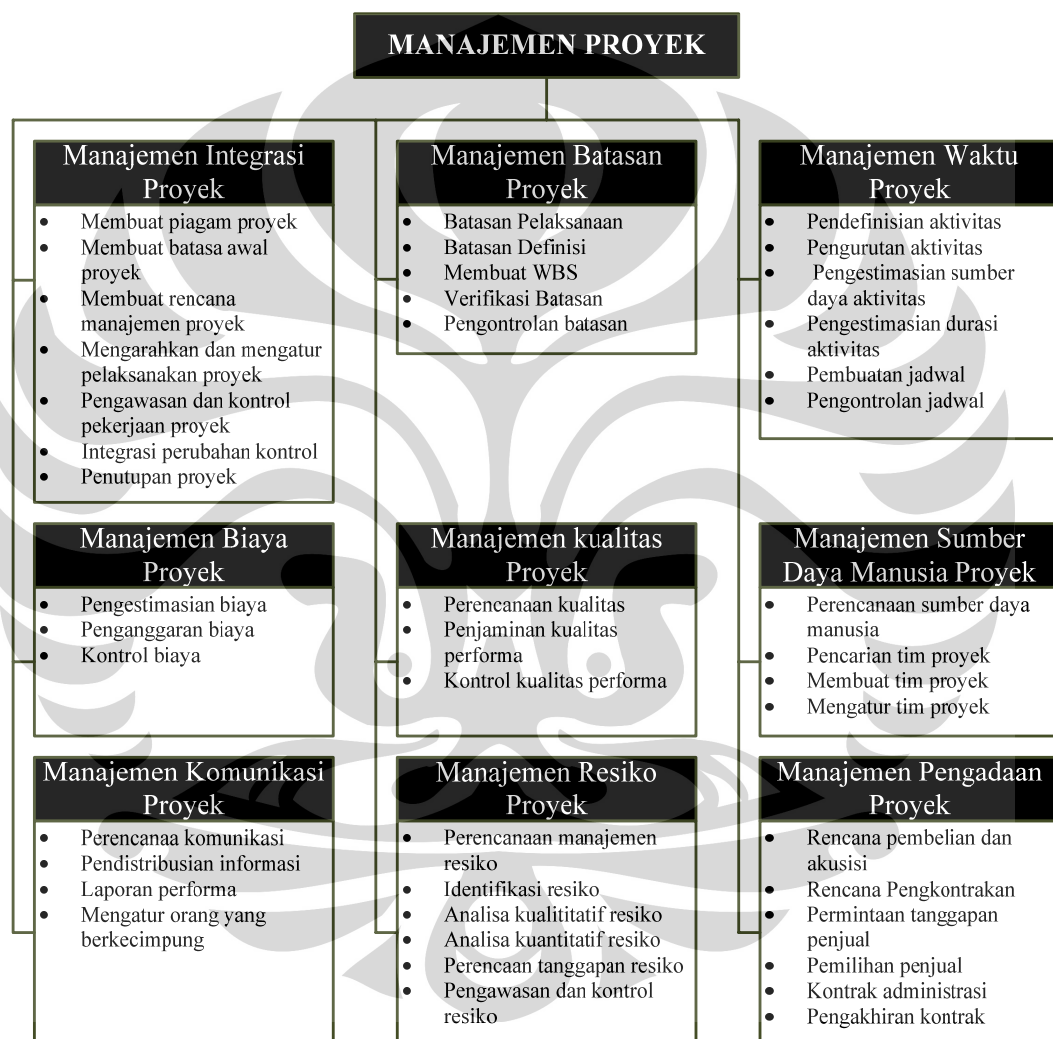 MANAJEMEN PROYEK
Manajemen Integrasi
Proyek
• Membuat piagam proyek
• Membuat batasa awal
proyek
• Membuat rencana
manajemen proyek
• Mengarahkan dan mengatur
pelaksanakan proyek
• Pengawasan dan kontrol
pekerjaan proyek
• Integrasi perubahan kontrol
• Penutupan proyek
Manajemen Batasan
Proyek
• Batasan Pelaksanaan
• Batasan Definisi
• Membuat WBS
• Verifikasi Batasan
• Pengontrolan batasan
Manajemen Waktu
Proyek
• Pendefinisian aktivitas
• Pengurutan aktivitas
• Pengestimasian sumber
daya aktivitas
• Pengestimasian durasi
aktivitas
• Pembuatan jadwal
• Pengontrolan jadwal
Manajemen Biaya
Proyek
• Pengestimasian biaya
• Penganggaran biaya
• Kontrol biaya
Manajemen kualitas
Proyek
• Perencanaan kualitas
• Penjaminan kualitas
performa
• Kontrol kualitas performa
Manajemen Sumber
Daya Manusia Proyek
• Perencanaan sumber daya
manusia
• Pencarian tim proyek
• Membuat tim proyek
• Mengatur tim proyek
Manajemen Komunikasi
Proyek
• Perencanaa komunikasi
• Pendistribusian informasi
• Laporan performa
• Mengatur orang yang
berkecimpung
Manajemen Resiko
Proyek
• Perencanaan manajemen
resiko
• Identifikasi resiko
• Analisa kualititatif resiko
• Analisa kuantitatif resiko
• Perencaan tanggapan resiko
• Pengawasan dan kontrol
resiko
Manajemen Pengadaan
Proyek
• Rencana pembelian dan
akusisi
• Rencana Pengkontrakan
• Permintaan tanggapan
penjual
• Pemilihan penjual
• Kontrak administrasi
• Pengakhiran kontrak